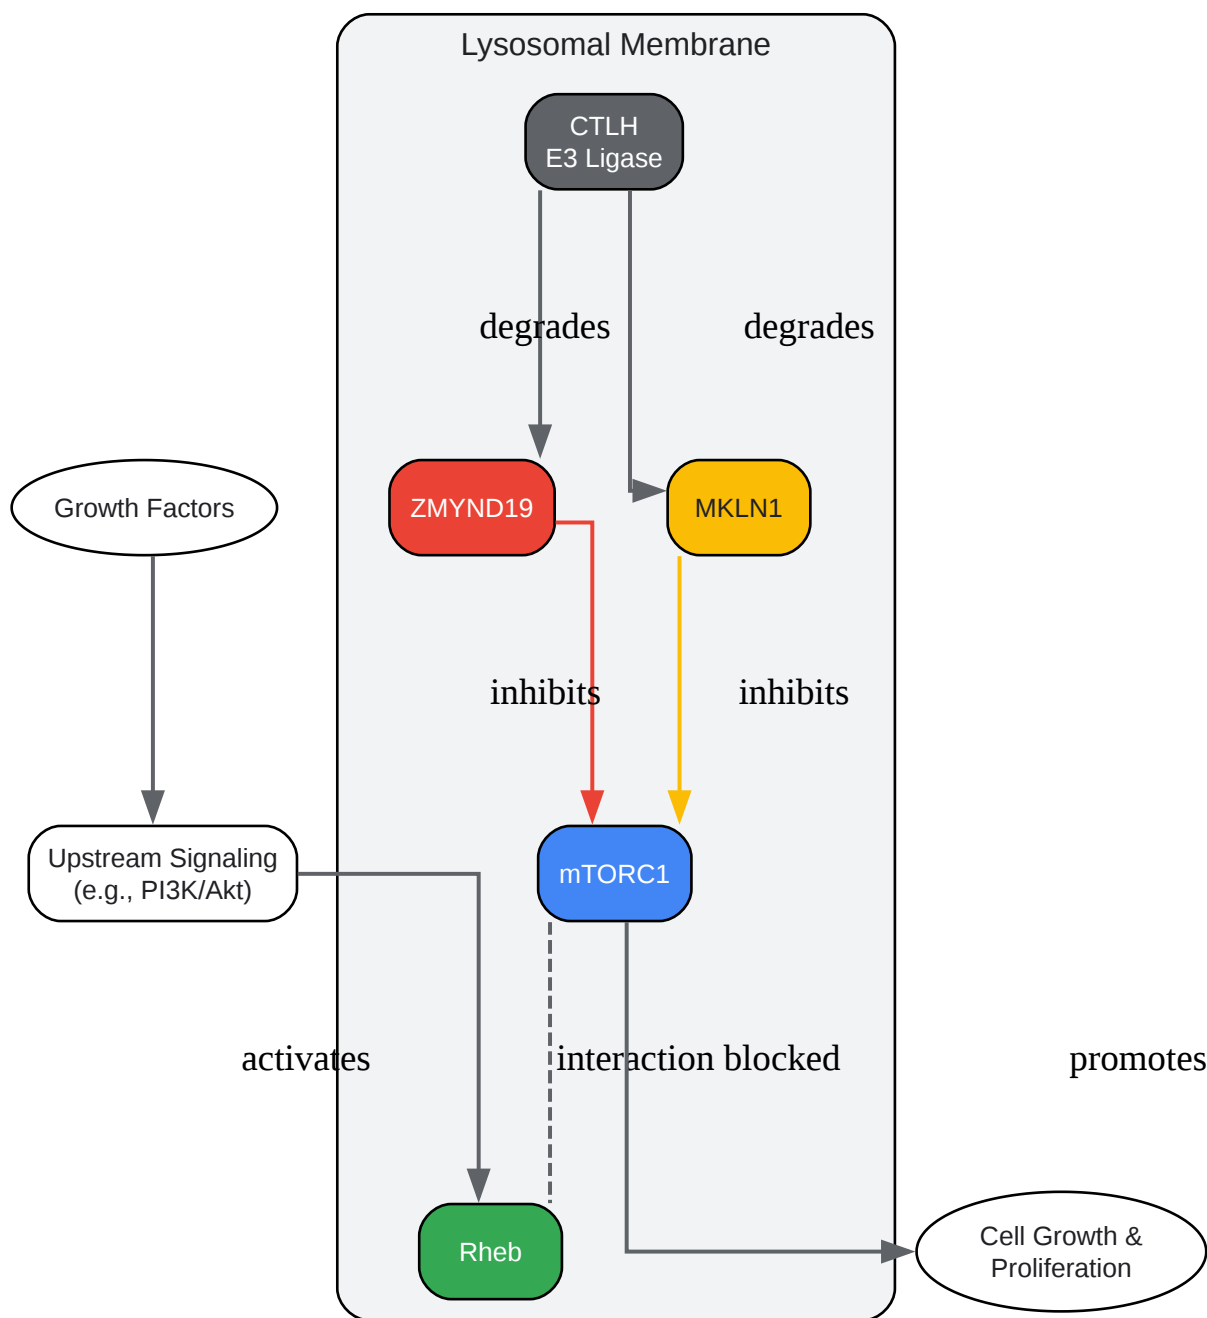 Lysosomal Membrane
CTLH
E3 Ligase
degrades
degrades
Growth Factors
ZMYND19
MKLN1
inhibits
inhibits
Upstream Signaling
(e.g., PI3K/Akt)
mTORC1
activates
interaction blocked
promotes
Rheb
Cell Growth &
Proliferation